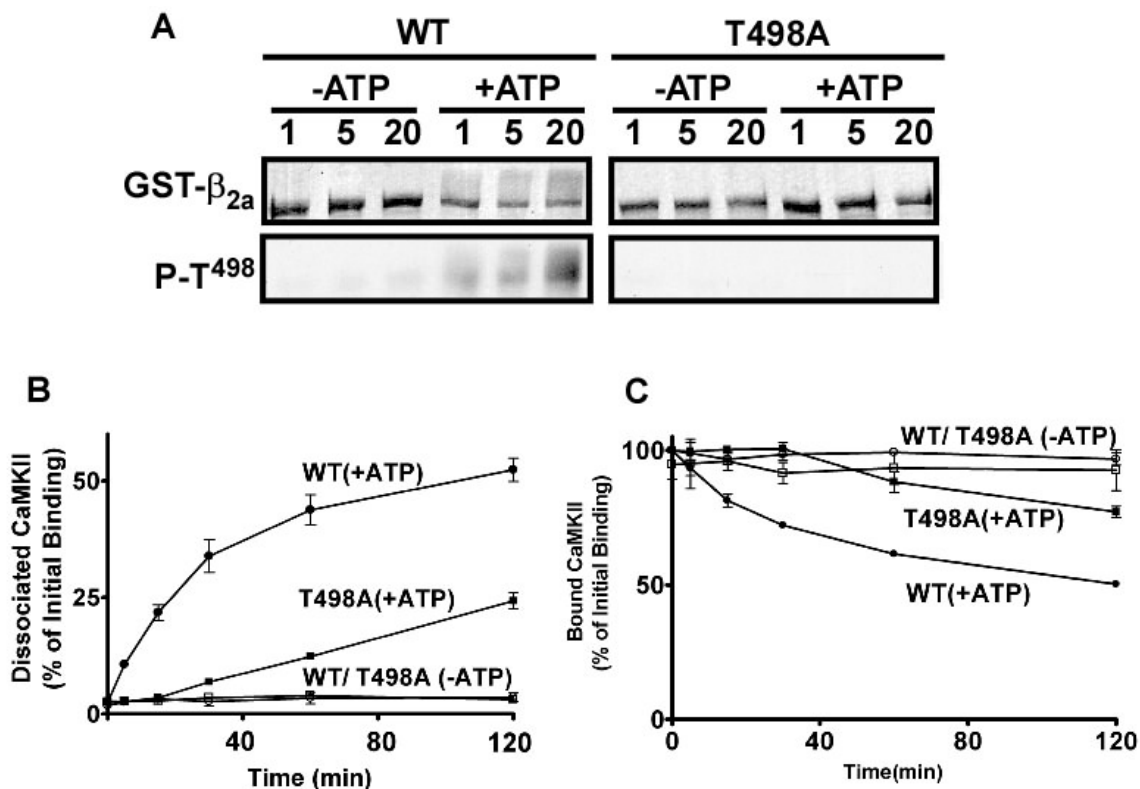 A
WT T498A
-ATP +ATP -ATP +ATP
1 5 20 1 5 20 1 5 20 1 5 20
GST-β2a
P-T498
B
Dissociated CaMKII
(% of Initial Binding)
50
25
0
WT(+ATP)
T498A(+ATP)
WT/ T498A (-ATP)
40 80 120
Time (min)
C
Bound CaMKII
(% of Initial Binding)
100
50
0
WT/ T498A (-ATP)
T498A(+ATP)
WT(+ATP)
0 40 80 120
Time(min)